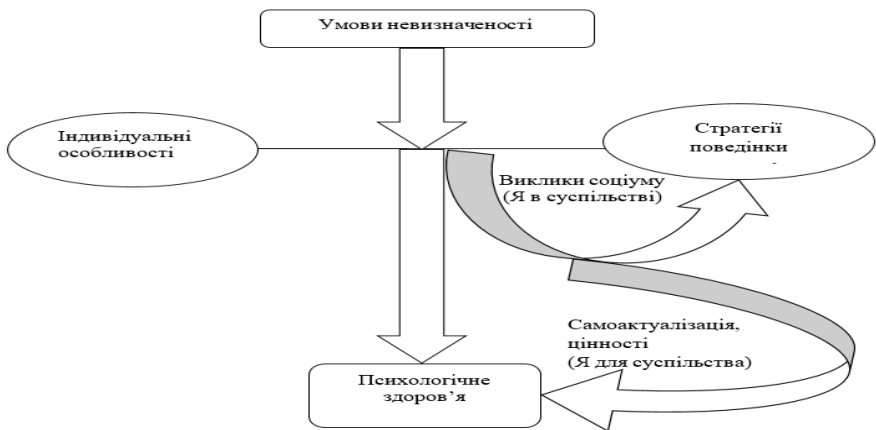 Умови невизначеності
Індивідуальні
особливості
Стратегії
поведінки
Виклики соціуму
(Я в суспільстві)
Самоактуалізація,
цінності
(Я для суспільства)
Психологічне
здоров’я